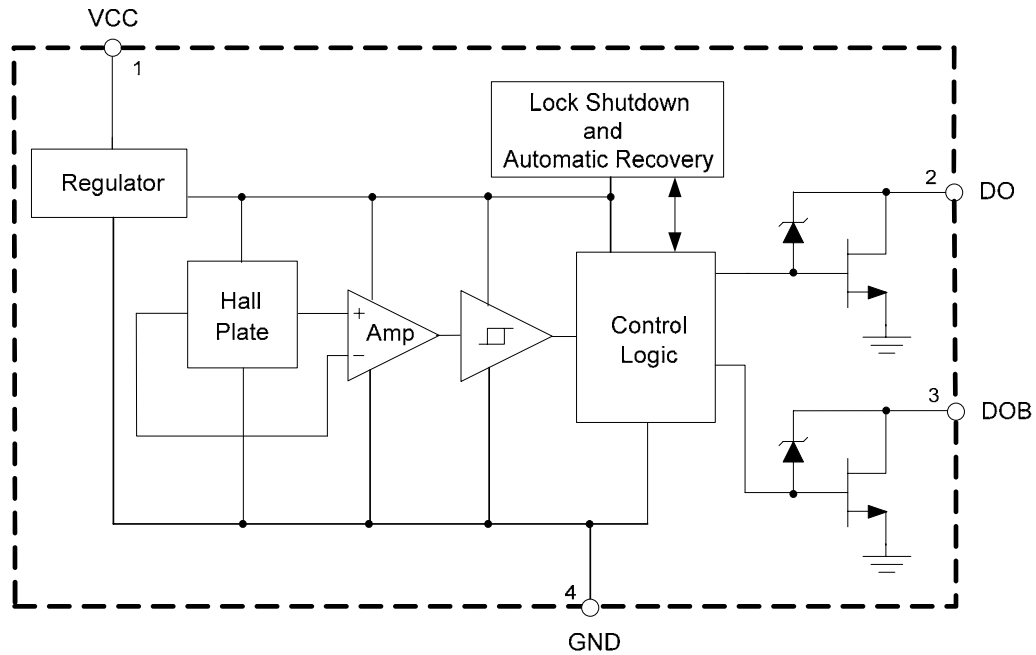 VCC
1
Lock Shutdown
and
Automatic Recovery
Regulator
2
DO
Hall
Plate
+
−
Amp
Control
Logic
3
DOB
4
GND